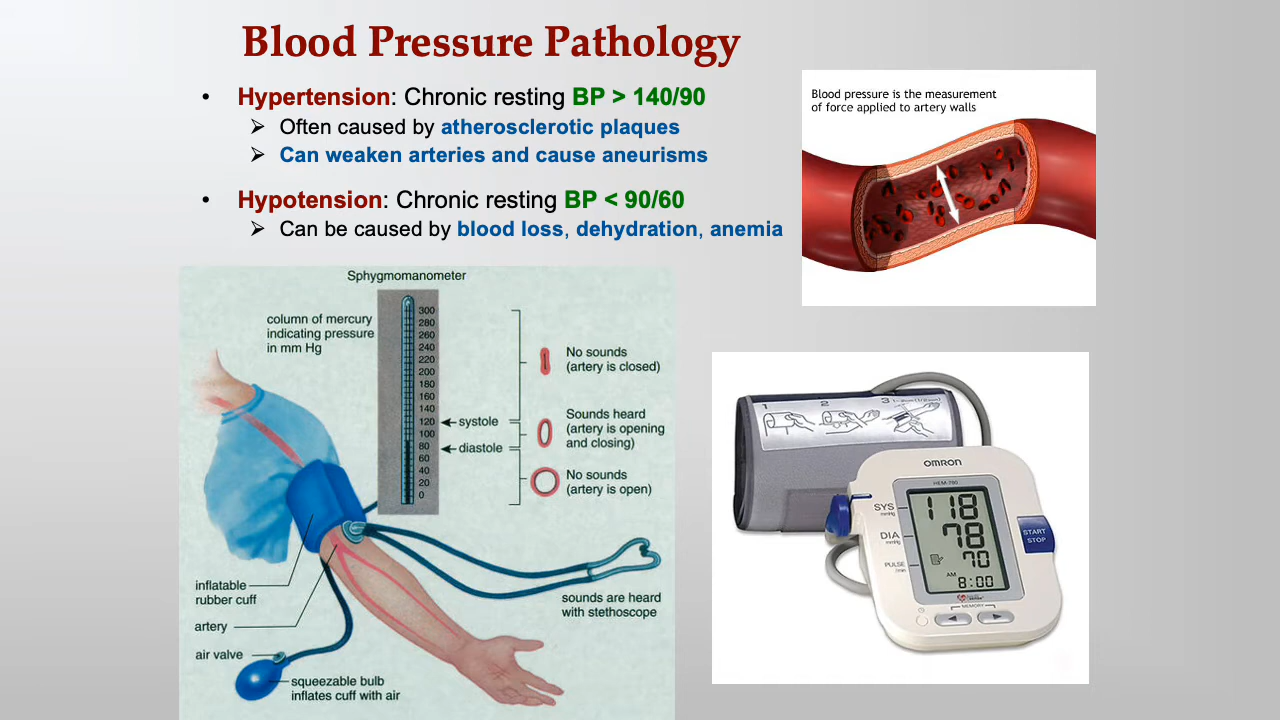 Blood Pressure Pathology
• Hypertension: Chronic resting BP > 140/90
➢ Often caused by atherosclerotic plaques
➢ Can weaken arteries and cause aneurisms
• Hypotension: Chronic resting BP < 90/60
➢ Can be caused by blood loss, dehydration, anemia
Blood pressure is the measurement
of force applied to artery walls
Sphygmomanometer
column of mercury
indicating pressure
in mm Hg
300
280
260
240
220
200
180
160
140
120
100
80
60
40
20
0
systole
diastole
No sounds
(artery is closed)
Sounds heard
(artery is opening
and closing)
No sounds
(artery is open)
inflatable
rubber cuff
artery
air valve
squeezable bulb
inflates cuff with air
sounds are heard
with stethoscope
1 2 3
OMRON
HEM-780
SYS
mmHg
118
DIA
mmHg
78
PULSE
/min
70
AM
8:00
START
STOP
MEMORY